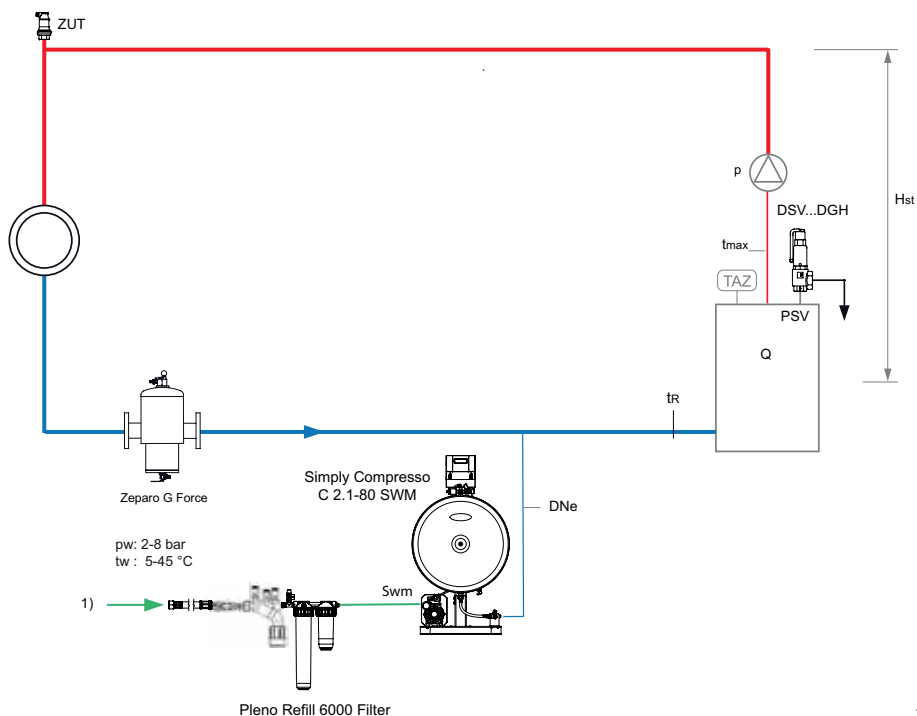 ZUT
p
Hst
DSV...DGH
tmax
TAZ
PSV
Q
tR
Zeparo G Force
Simply Compresso
C 2.1-80 SWM
DNe
pw: 2-8 bar
tw : 5-45 °C
1)
Swm
Pleno Refill 6000 Filter